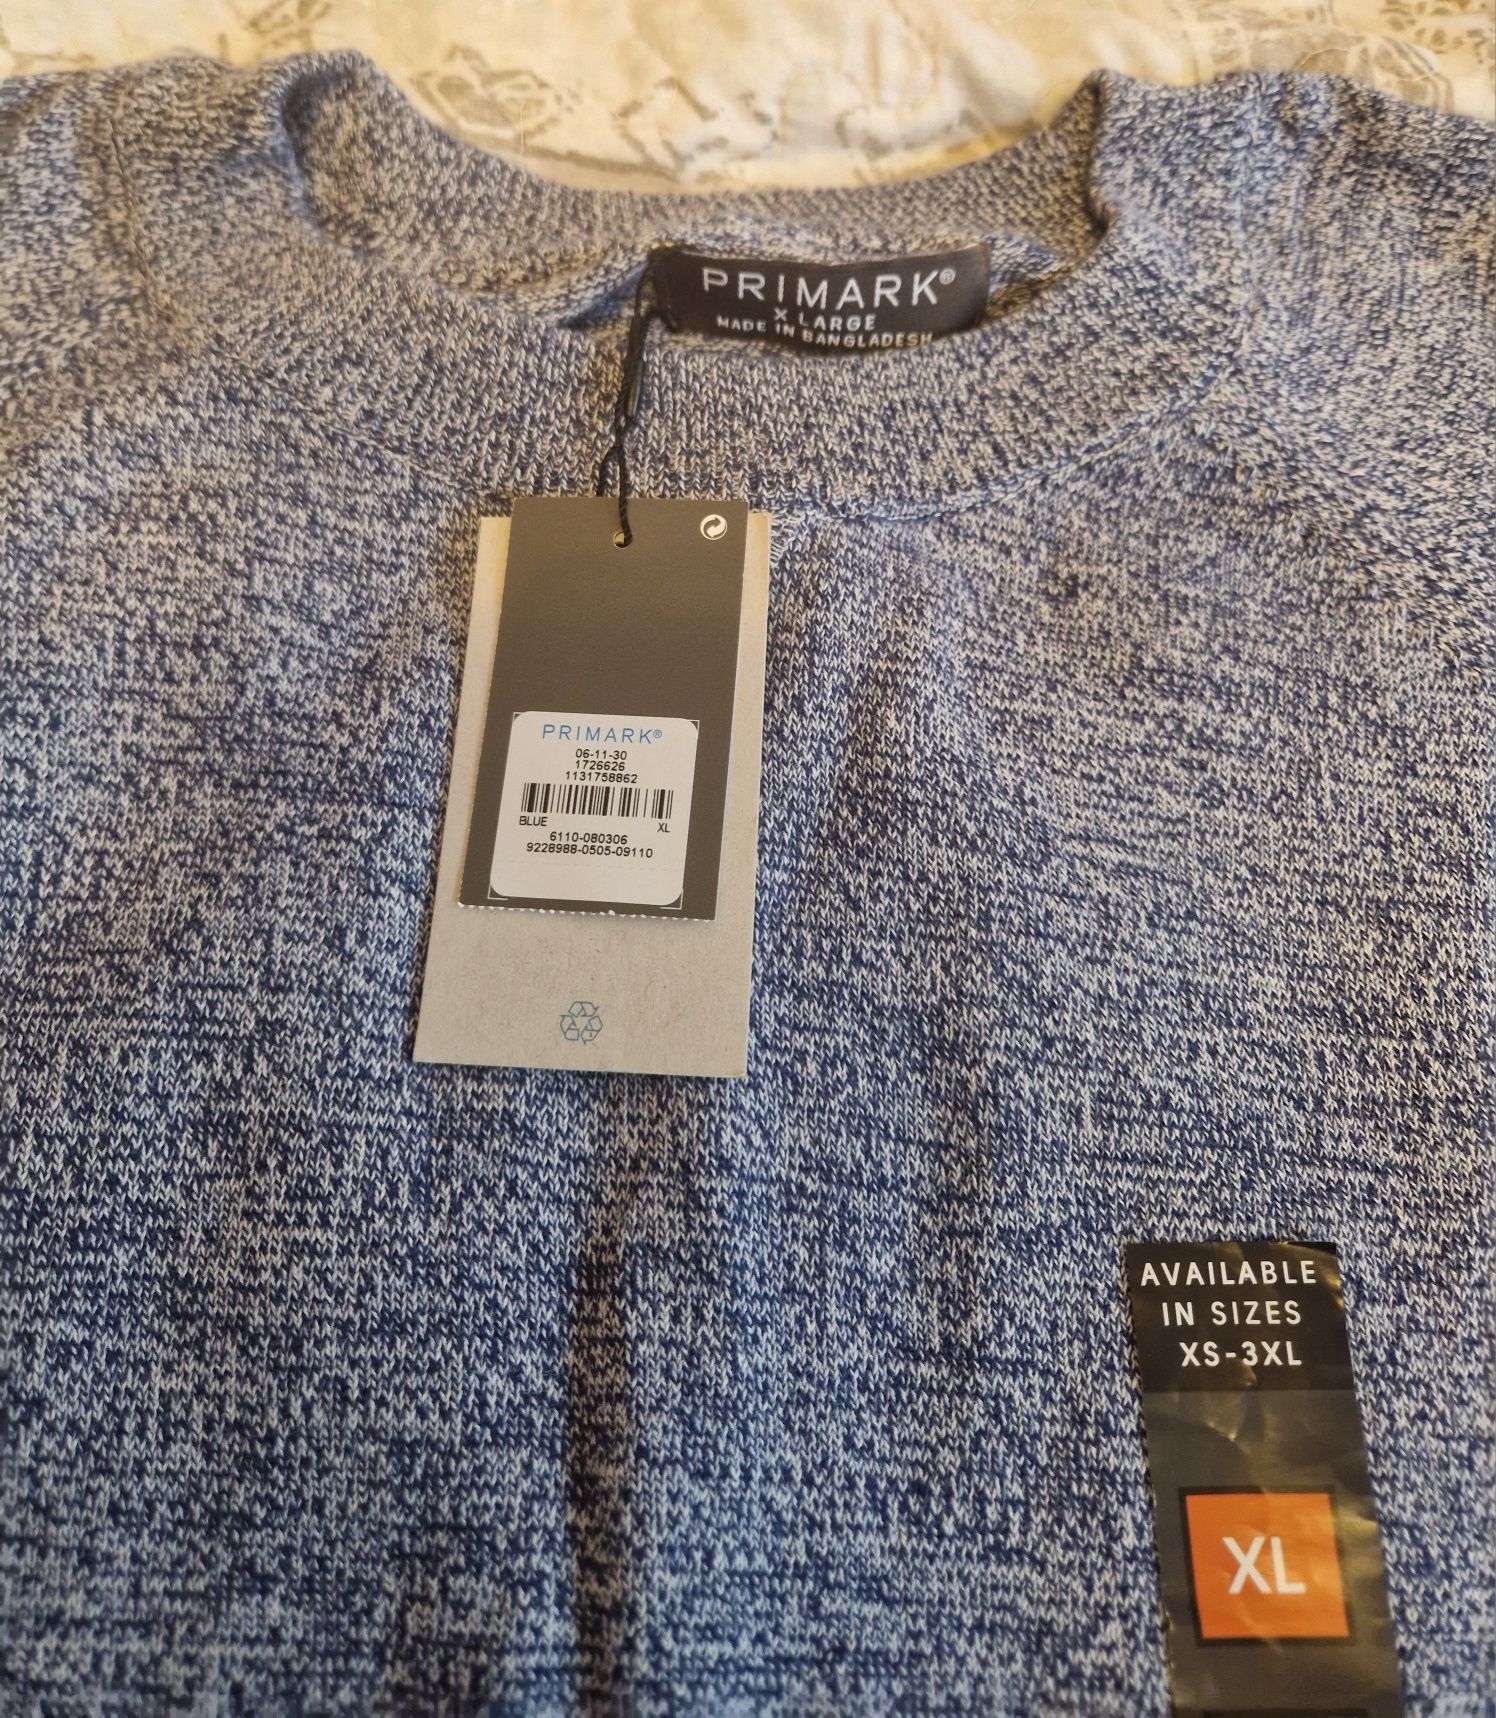 PRIMARK®
X LARGE
MADE IN BANGLADESH
PRIMARK®
06-11-30
1726626
1131758862
BLUE XL
6110-080306
9228988-0505-09110
AVAILABLE
IN SIZES
XS-3XL
XL